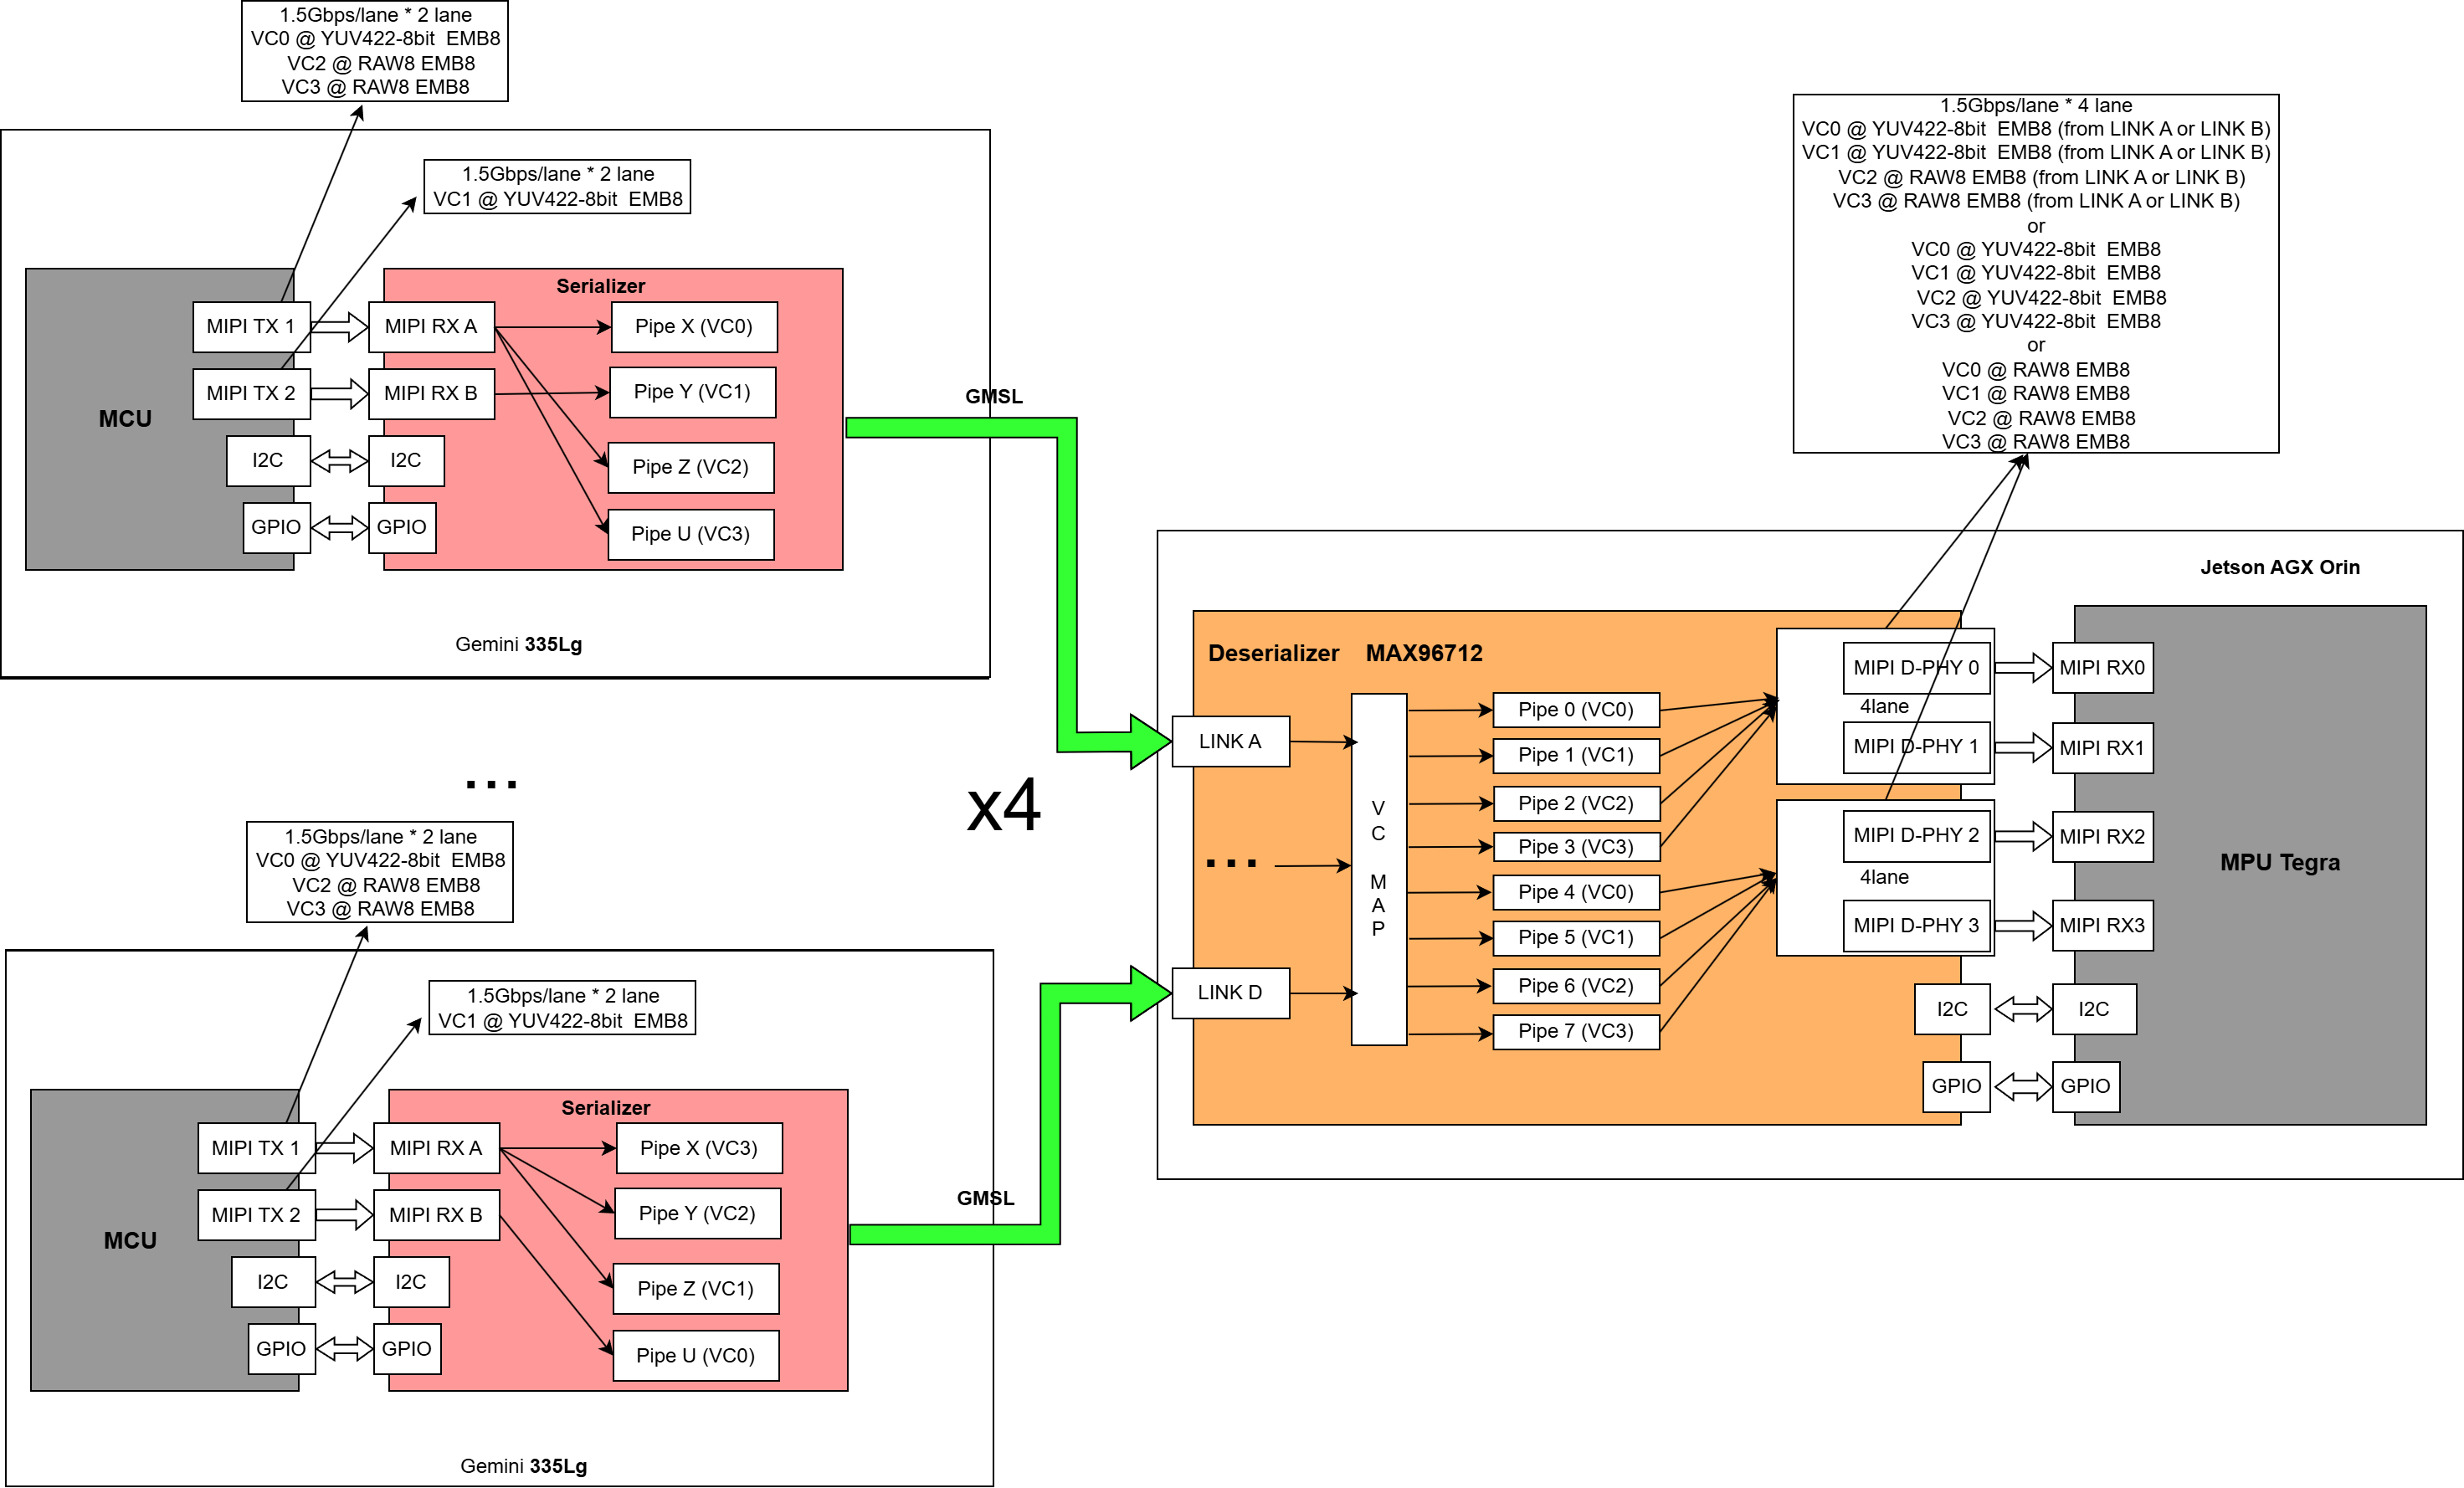 1.5Gbps/lane * 2 lane
VC0 @ YUV422-8bit EMB8
VC2 @ RAW8 EMB8
VC3 @ RAW8 EMB8
1.5Gbps/lane * 2 lane
VC1 @ YUV422-8bit EMB8
MCU
MIPI TX 1
MIPI TX 2
I2C
GPIO
Serializer
MIPI RX A
MIPI RX B
I2C
GPIO
Pipe X (VC0)
Pipe Y (VC1)
Pipe Z (VC2)
Pipe U (VC3)
Gemini 335Lg
GMSL
...
x4
1.5Gbps/lane * 2 lane
VC0 @ YUV422-8bit EMB8
VC2 @ RAW8 EMB8
VC3 @ RAW8 EMB8
1.5Gbps/lane * 2 lane
VC1 @ YUV422-8bit EMB8
MCU
MIPI TX 1
MIPI TX 2
I2C
GPIO
Serializer
MIPI RX A
MIPI RX B
I2C
GPIO
Pipe X (VC3)
Pipe Y (VC2)
Pipe Z (VC1)
Pipe U (VC0)
Gemini 335Lg
GMSL
1.5Gbps/lane * 4 lane
VC0 @ YUV422-8bit EMB8 (from LINK A or LINK B)
VC1 @ YUV422-8bit EMB8 (from LINK A or LINK B)
VC2 @ RAW8 EMB8 (from LINK A or LINK B)
VC3 @ RAW8 EMB8 (from LINK A or LINK B)
or
VC0 @ YUV422-8bit EMB8
VC1 @ YUV422-8bit EMB8
VC2 @ YUV422-8bit EMB8
VC3 @ YUV422-8bit EMB8
or
VC0 @ RAW8 EMB8
VC1 @ RAW8 EMB8
VC2 @ RAW8 EMB8
VC3 @ RAW8 EMB8
Jetson AGX Orin
Deserializer MAX96712
LINK A
...
LINK D
V
C
M
A
P
Pipe 0 (VC0)
Pipe 1 (VC1)
Pipe 2 (VC2)
Pipe 3 (VC3)
Pipe 4 (VC0)
Pipe 5 (VC1)
Pipe 6 (VC2)
Pipe 7 (VC3)
MIPI D-PHY 0
4lane
MIPI D-PHY 1
MIPI D-PHY 2
4lane
MIPI D-PHY 3
I2C
GPIO
MIPI RX0
MIPI RX1
MIPI RX2
MIPI RX3
I2C
GPIO
MPU Tegra